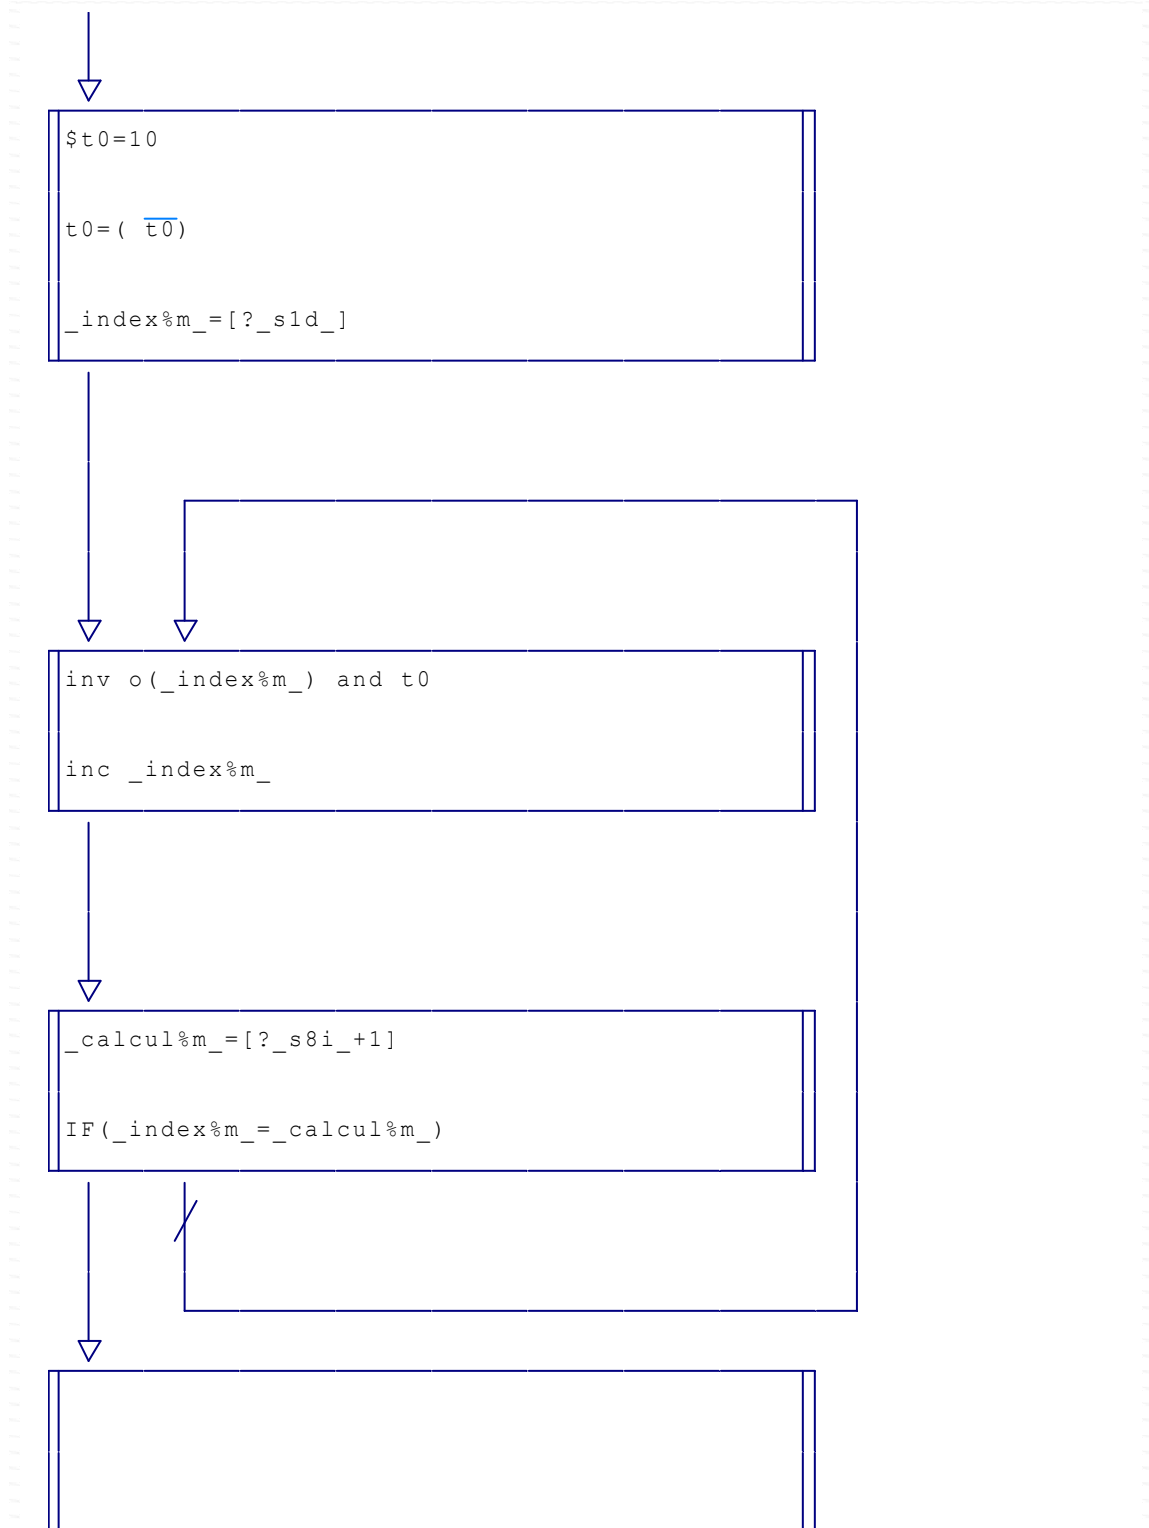 $t0=10
t0=( t̅0̅)
_index%m_=[?_s1d_]
inv o(_index%m_) and t0
inc _index%m_
_calcul%m_=[?_s8i_+1]
IF(_index%m_=_calcul%m_)